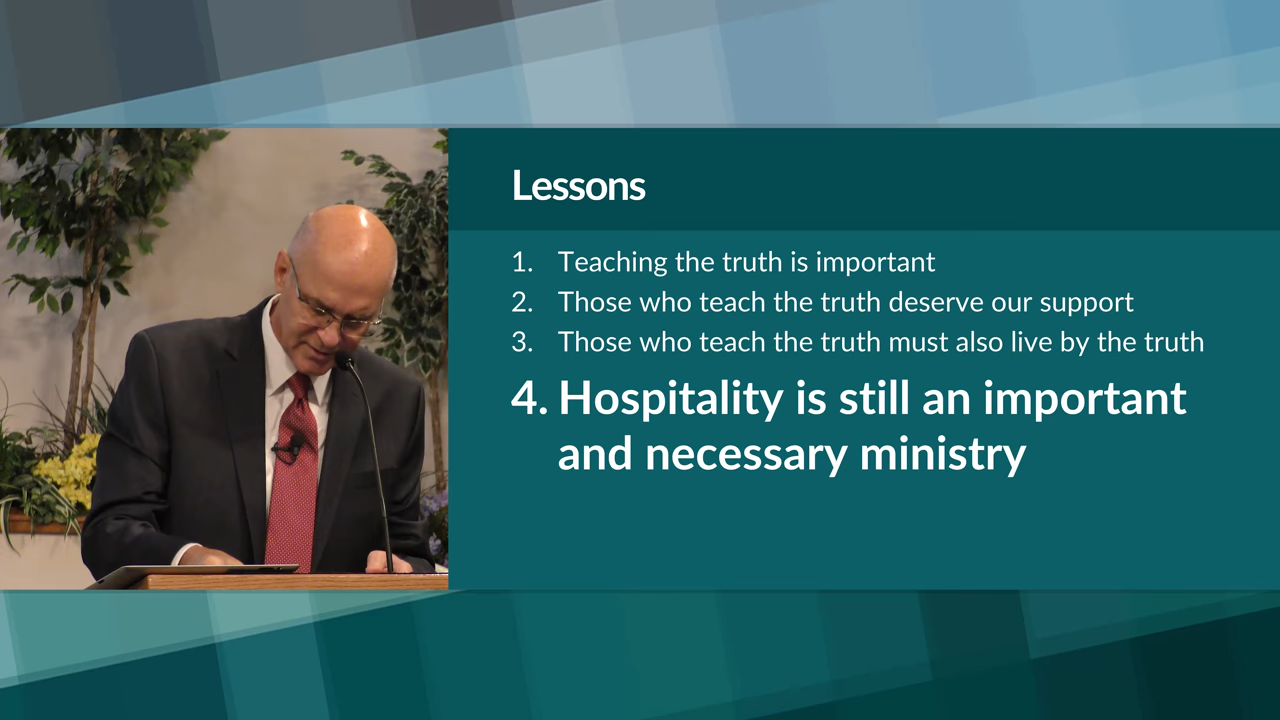 Lessons
1. Teaching the truth is important
2. Those who teach the truth deserve our support
3. Those who teach the truth must also live by the truth
4. Hospitality is still an important
and necessary ministry